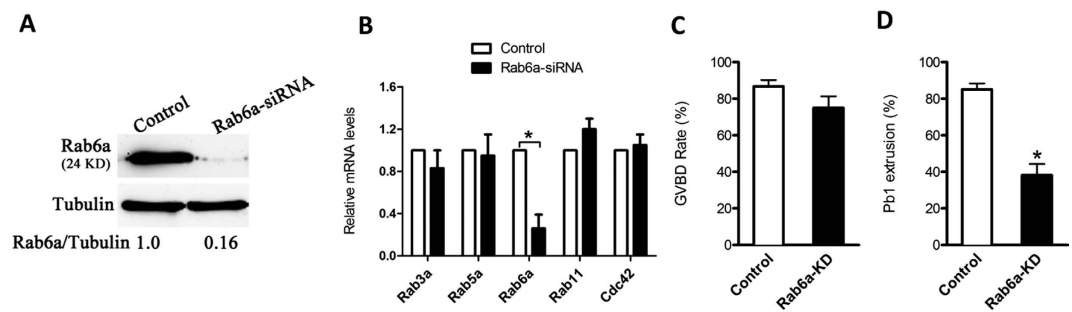 A
Control
Rab6a-siRNA
Rab6a
(24 KD)
Tubulin
Rab6a/Tubulin 1.0 0.16
B
Control
Rab6a-siRNA
Relative mRNA levels
1.6
1.2
0.8
0.4
0.0
*
Rab3a
Rab5a
Rab6a
Rab11
Cdc42
C
GVBD Rate (%)
100
80
60
40
20
0
Control
Rab6a-KD
D
Pb1 extrusion (%)
100
80
60
40
20
0
*
Control
Rab6a-KD